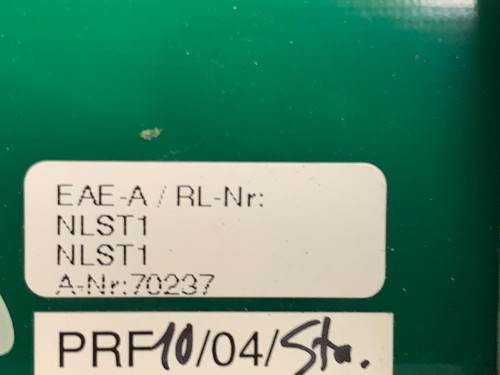 EAE-A / RL-Nr:
NLST1
NLST1
A-Nr:70237
PRF10/04/Sta.